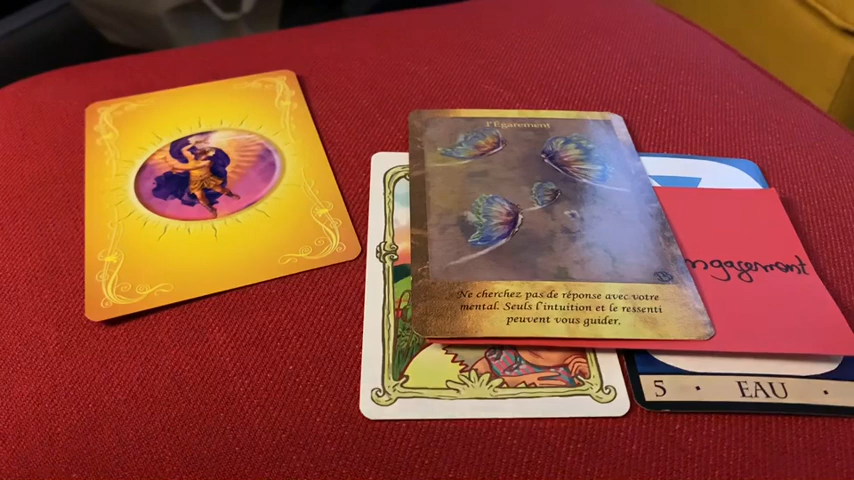 l'Égarement
Ne cherchez pas de réponse avec votre
mental. Seuls l'intuition et le ressenti
peuvent vous guider.
ngagement
5 • EAU •